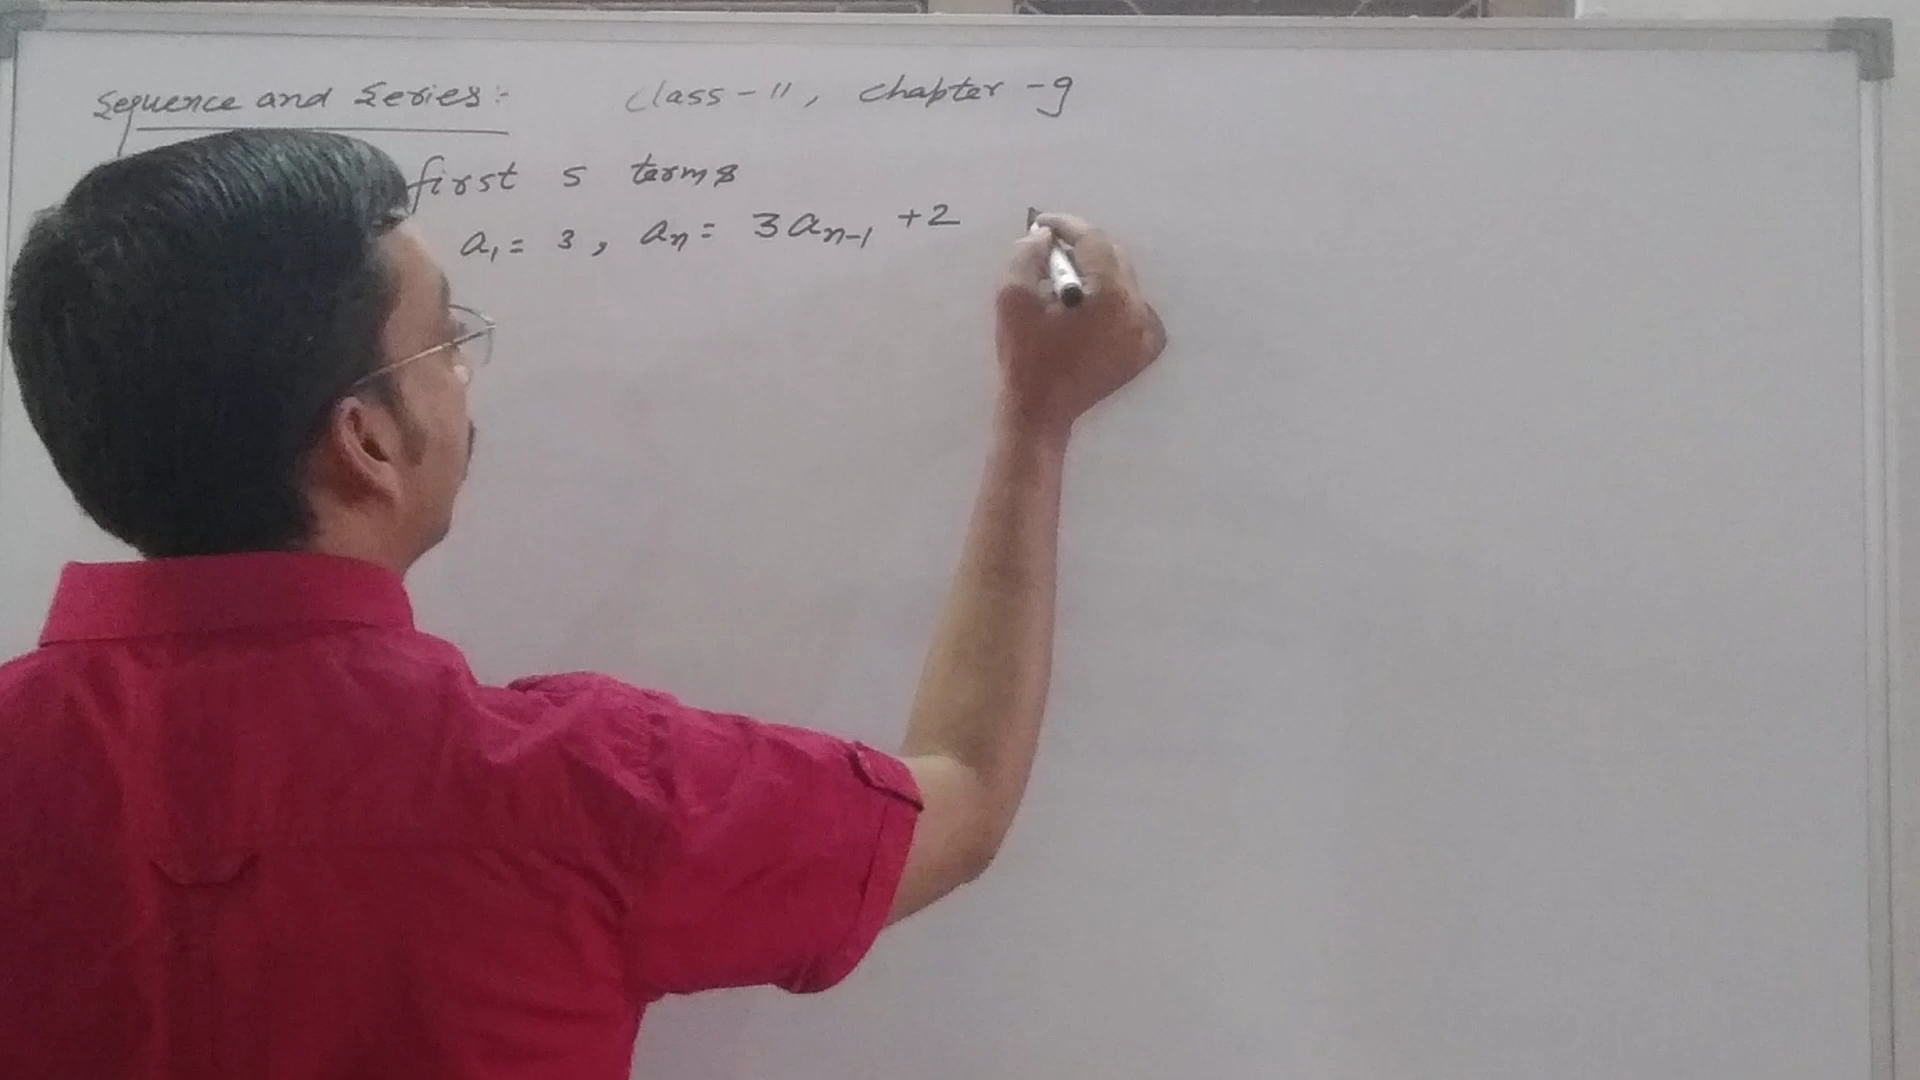 Sequence and Series:- Class-11, Chapter-9
first 5 terms
a₁ = 3, aₙ = 3aₙ₋₁ +2